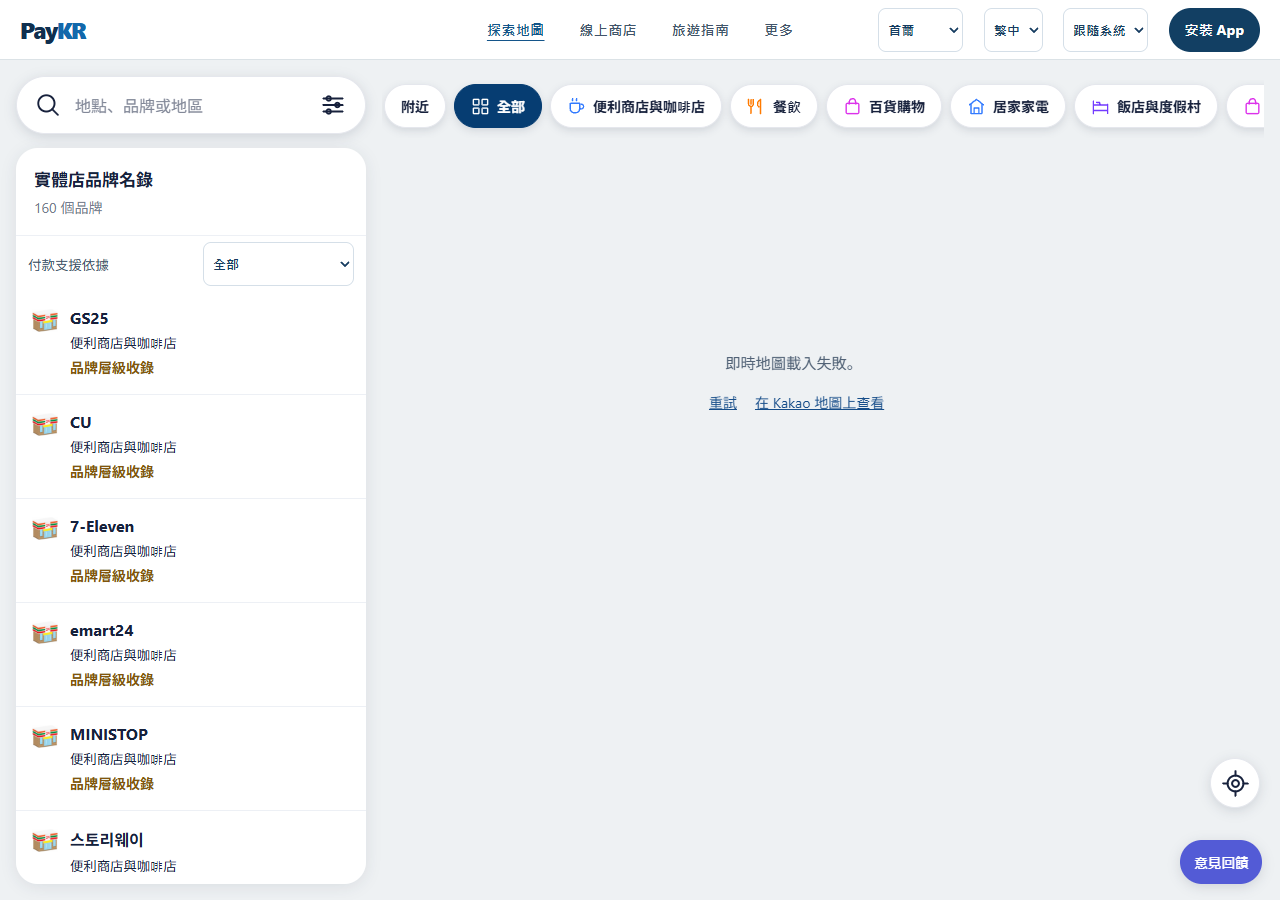 PayKR
探索地圖
線上商店
旅遊指南
更多
首爾
繁中
跟隨系統
安裝 App
地點、品牌或地區
附近
全部
便利商店與咖啡店
餐飲
百貨購物
居家家電
飯店與度假村
實體店品牌名錄
160 個品牌
付款支援依據
全部
GS25
便利商店與咖啡店
品牌層級收錄
CU
便利商店與咖啡店
品牌層級收錄
7-Eleven
便利商店與咖啡店
品牌層級收錄
emart24
便利商店與咖啡店
品牌層級收錄
MINISTOP
便利商店與咖啡店
品牌層級收錄
스토리웨이
便利商店與咖啡店
即時地圖載入失敗。
重試
在 Kakao 地圖上查看
意見回饋